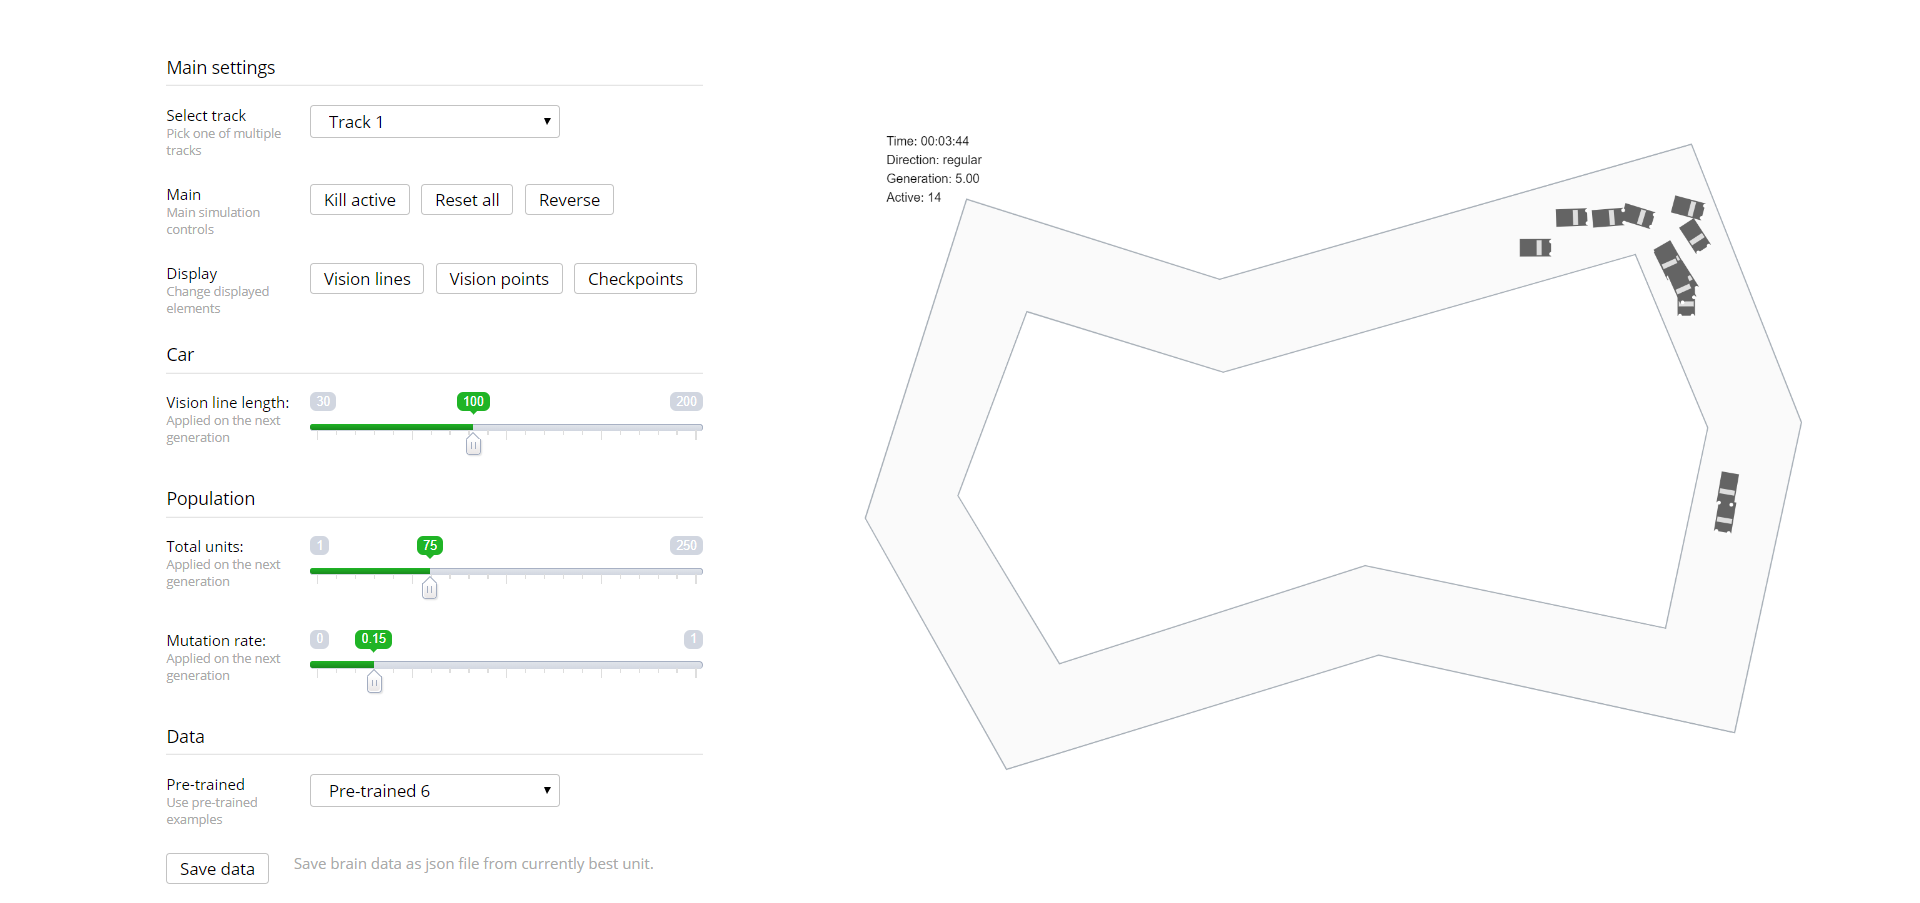 Main settings
Select track
Pick one of multiple
tracks
Track 1
Main
Main simulation
controls
Kill active
Reset all
Reverse
Display
Change displayed
elements
Vision lines
Vision points
Checkpoints
Car
Vision line length:
Applied on the next
generation
30
100
200
Population
Total units:
Applied on the next
generation
1
75
250
Mutation rate:
Applied on the next
generation
0
0.15
1
Data
Pre-trained
Use pre-trained
examples
Pre-trained 6
Save data
Save brain data as json file from currently best unit.
Time: 00:03:44
Direction: regular
Generation: 5.00
Active: 14